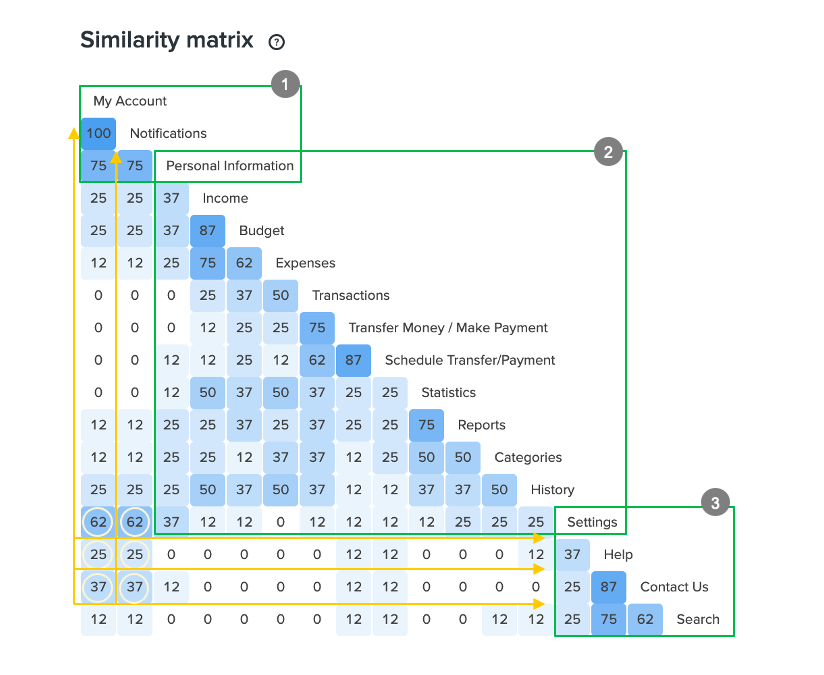 Similarity matrix ?
1
My Account
100 Notifications
2
75 75 Personal Information
25 25 37 Income
25 25 37 87 Budget
12 12 25 75 62 Expenses
0 0 0 25 37 50 Transactions
0 0 0 12 25 25 75 Transfer Money / Make Payment
0 0 12 12 25 12 62 87 Schedule Transfer/Payment
0 0 12 50 37 50 37 25 25 Statistics
12 12 25 25 37 25 37 25 25 75 Reports
12 12 25 25 12 37 37 12 25 50 50 Categories
25 25 25 50 37 50 37 12 12 37 37 50 History
3
62 62 37 12 12 0 12 12 12 12 25 25 25 Settings
25 25 0 0 0 0 0 12 12 0 0 0 12 37 Help
37 37 12 0 0 0 0 12 12 0 0 0 0 25 87 Contact Us
12 12 0 0 0 0 0 12 12 0 0 12 12 25 75 62 Search